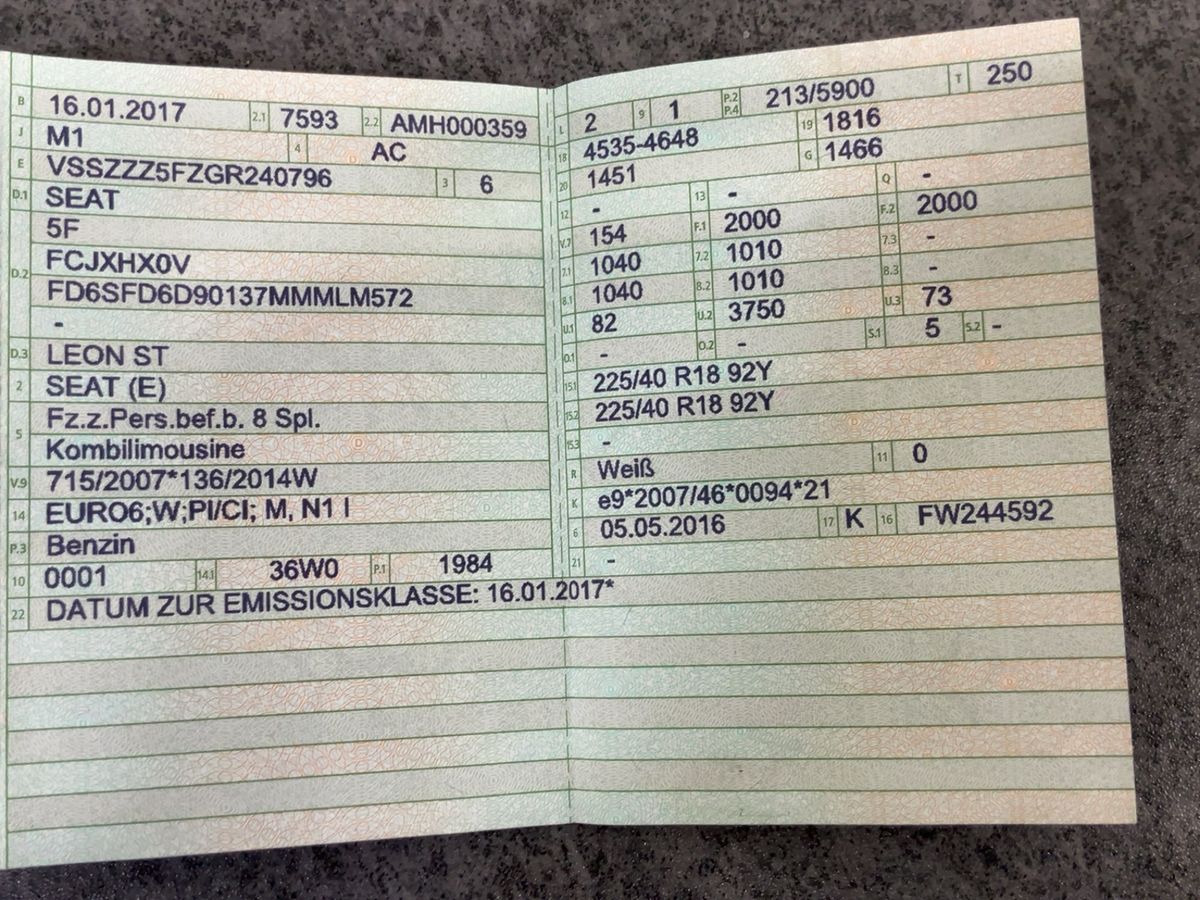 B 16.01.2017 2.1 7593 2.2 AMH000359
J M1 4 AC
E VSSZZZ5FZGR240796 3 6
D.1 SEAT
5F
D.2 FCJXHX0V
FD6SFD6D90137MMMLM572
-
D.3 LEON ST
2 SEAT (E)
5 Fz.z.Pers.bef.b. 8 Spl.
Kombilimousine
V.9 715/2007*136/2014W
14 EURO6;W;PI/CI; M, N1 I
P.3 Benzin
10 0001 14.1 36W0 P.1 1984
22 DATUM ZUR EMISSIONSKLASSE: 16.01.2017*
L 2 9 1 P.2 P.4 213/5900 T 250
18 4535-4648 19 1816
20 1451 G 1466
12 - 13 - Q -
V.7 154 F.1 2000 F.2 2000
7.1 1040 7.2 1010 7.3 -
8.1 1040 8.2 1010 8.3 -
U.1 82 U.2 3750 U.3 73
O.1 - O.2 - S.1 5 S.2 -
15.1 225/40 R18 92Y
15.2 225/40 R18 92Y
15.3 -
R Weiß 11 0
K e9*2007/46*0094*21
6 05.05.2016 17 K 16 FW244592
21 -